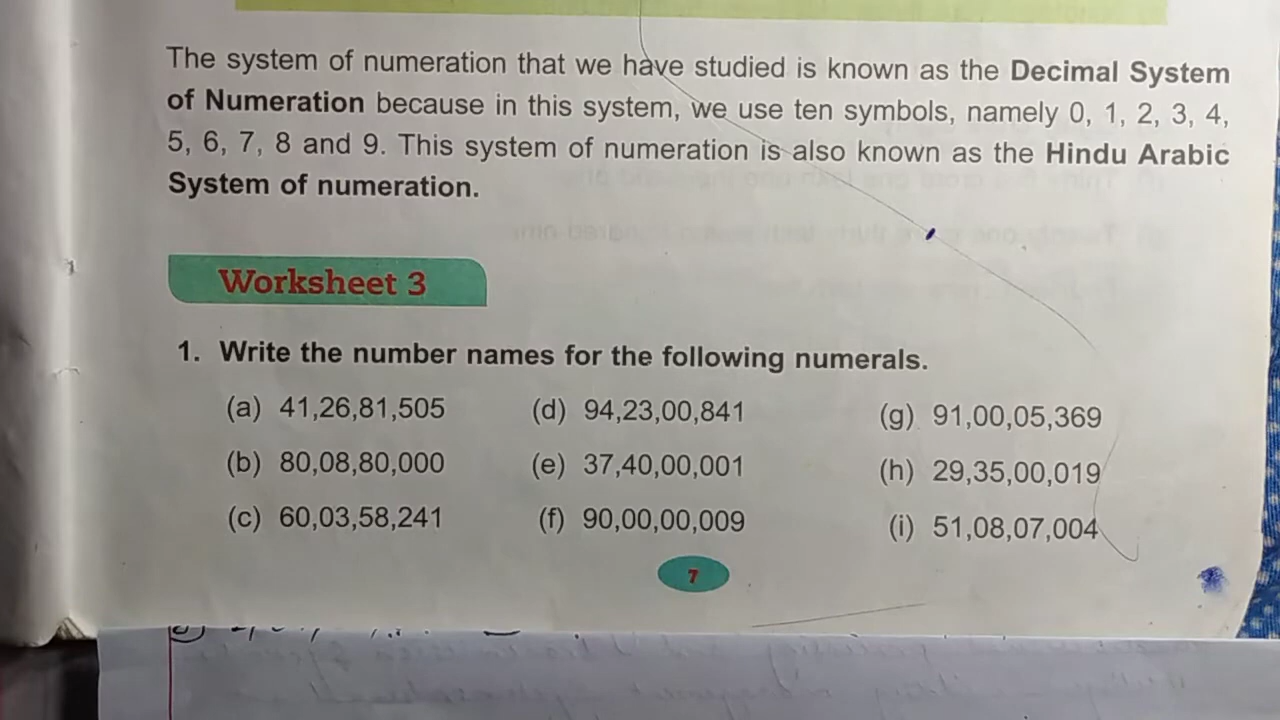 The system of numeration that we have studied is known as the Decimal System
of Numeration because in this system, we use ten symbols, namely 0, 1, 2, 3, 4,
5, 6, 7, 8 and 9. This system of numeration is also known as the Hindu Arabic
System of numeration.
Worksheet 3
1. Write the number names for the following numerals.
(a) 41,26,81,505 (d) 94,23,00,841 (g) 91,00,05,369
(b) 80,08,80,000 (e) 37,40,00,001 (h) 29,35,00,019
(c) 60,03,58,241 (f) 90,00,00,009 (i) 51,08,07,004
7